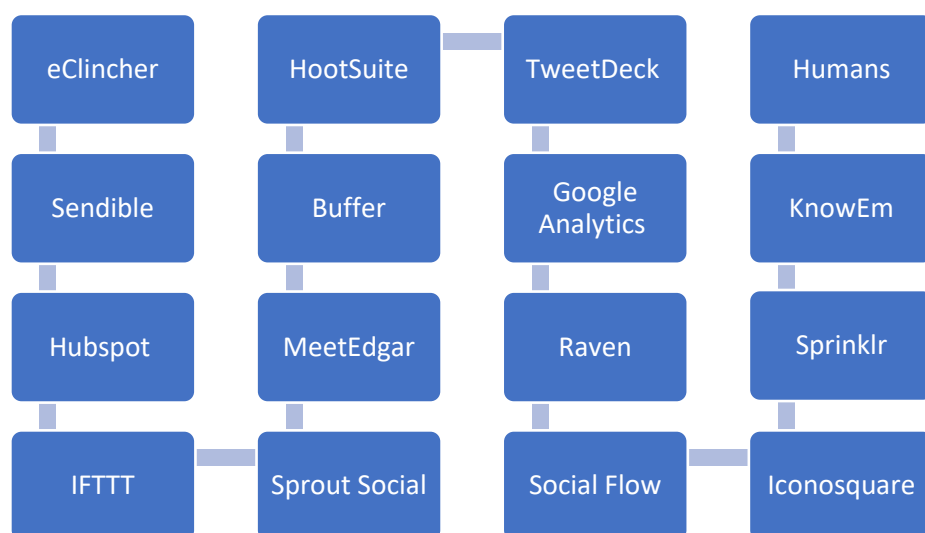 eClincher
HootSuite
TweetDeck
Humans
Sendible
Buffer
Google
Analytics
KnowEm
Hubspot
MeetEdgar
Raven
Sprinklr
IFTTT
Sprout Social
Social Flow
Iconosquare